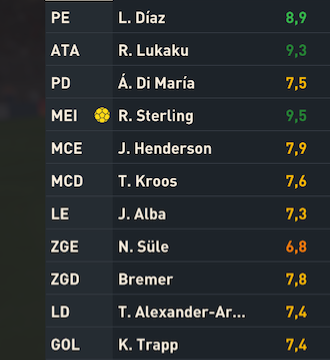 PE L. Díaz 8,9
ATA R. Lukaku 9,3
PD Á. Di María 7,5
MEI R. Sterling 9,5
MCE J. Henderson 7,9
MCD T. Kroos 7,6
LE J. Alba 7,3
ZGE N. Süle 6,8
ZGD Bremer 7,8
LD T. Alexander-Ar... 7,4
GOL K. Trapp 7,4